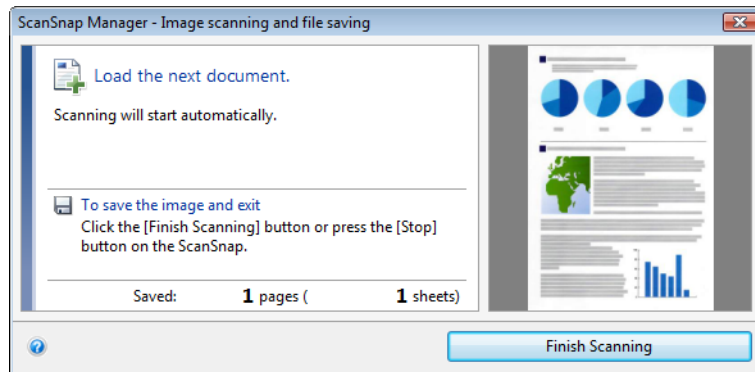 ScanSnap Manager - Image scanning and file saving
Load the next document.
Scanning will start automatically.
To save the image and exit
Click the [Finish Scanning] button or press the [Stop]
button on the ScanSnap.
Saved: 1 pages ( 1 sheets)
Finish Scanning